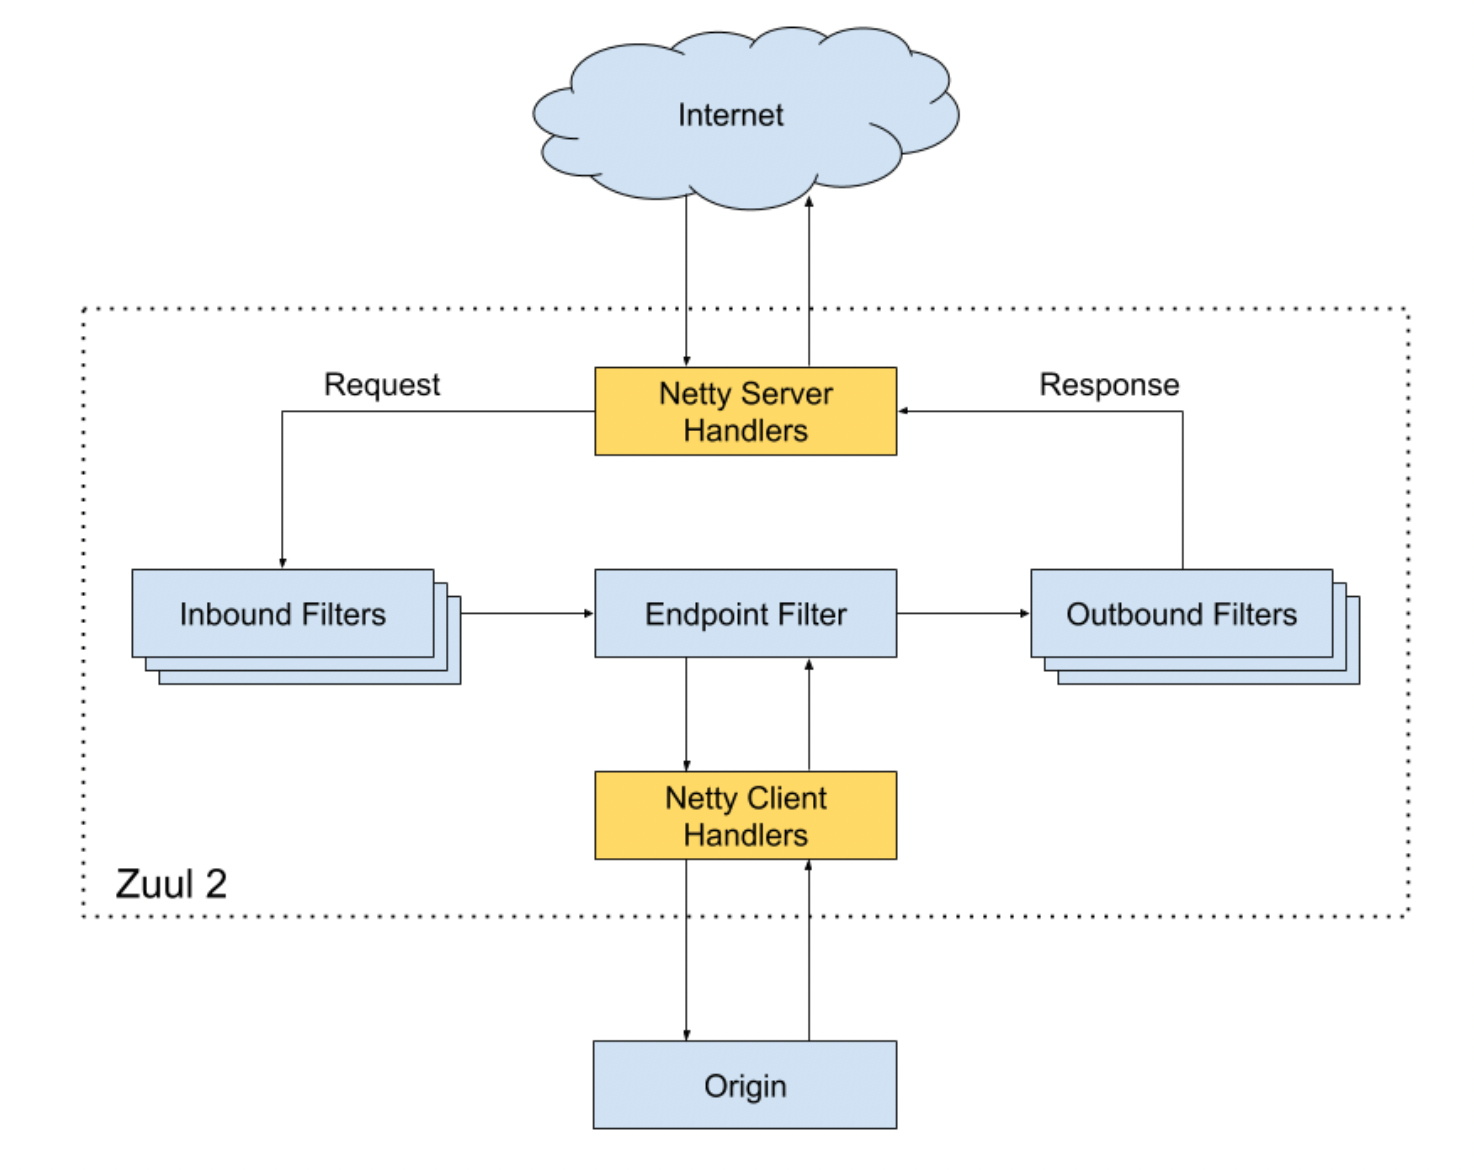 Internet
Request
Netty Server
Handlers
Response
Inbound Filters
Endpoint Filter
Outbound Filters
Netty Client
Handlers
Zuul 2
Origin